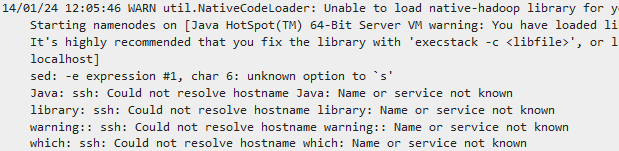 14/01/24 12:05:46 WARN util.NativeCodeLoader: Unable to load native-hadoop library for
Starting namenodes on [Java HotSpot(TM) 64-Bit Server VM warning: You have loaded
It's highly recommended that you fix the library with 'execstack -c <libfile>', or
localhost]
sed: -e expression #1, char 6: unknown option to `s'
Java: ssh: Could not resolve hostname Java: Name or service not known
library: ssh: Could not resolve hostname library: Name or service not known
warning:: ssh: Could not resolve hostname warning:: Name or service not known
which: ssh: Could not resolve hostname which: Name or service not known